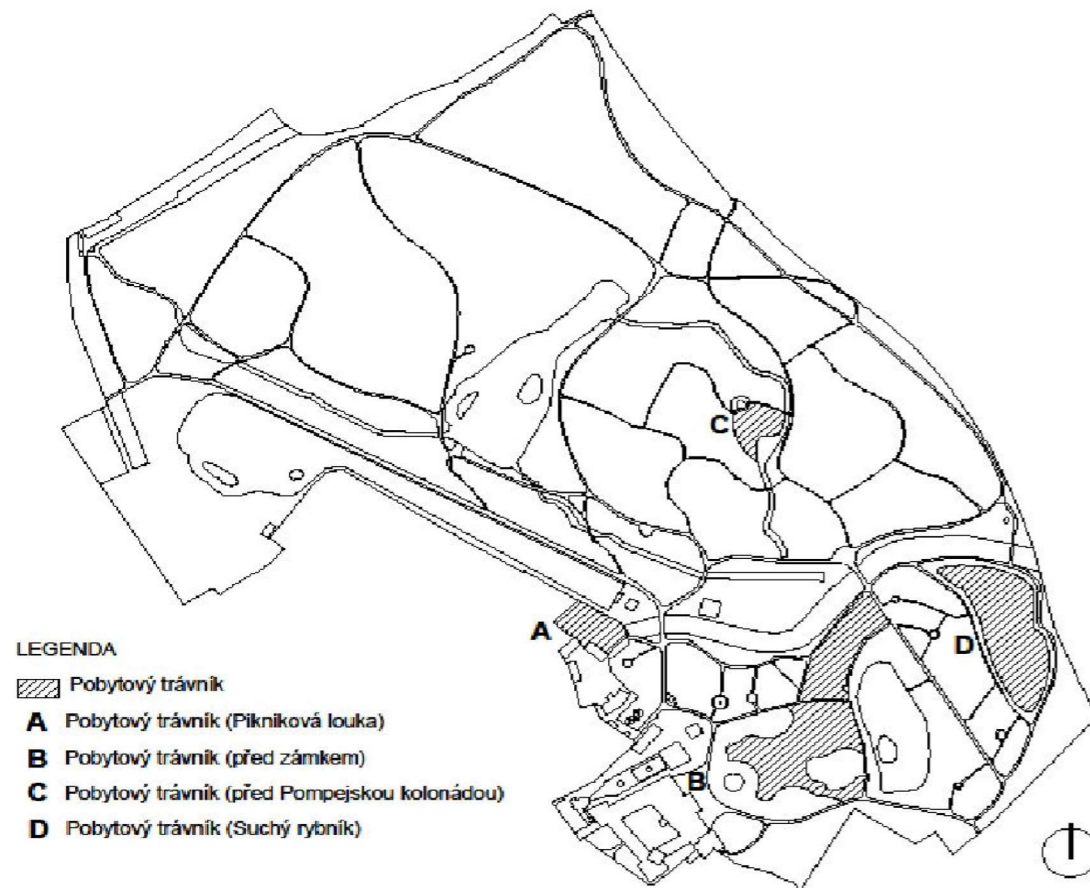 C
A
D
B
LEGENDA
Pobytový trávník
A Pobytový trávník (Pikniková louka)
B Pobytový trávník (před zámkem)
C Pobytový trávník (před Pompejskou kolonádou)
D Pobytový trávník (Suchý rybník)